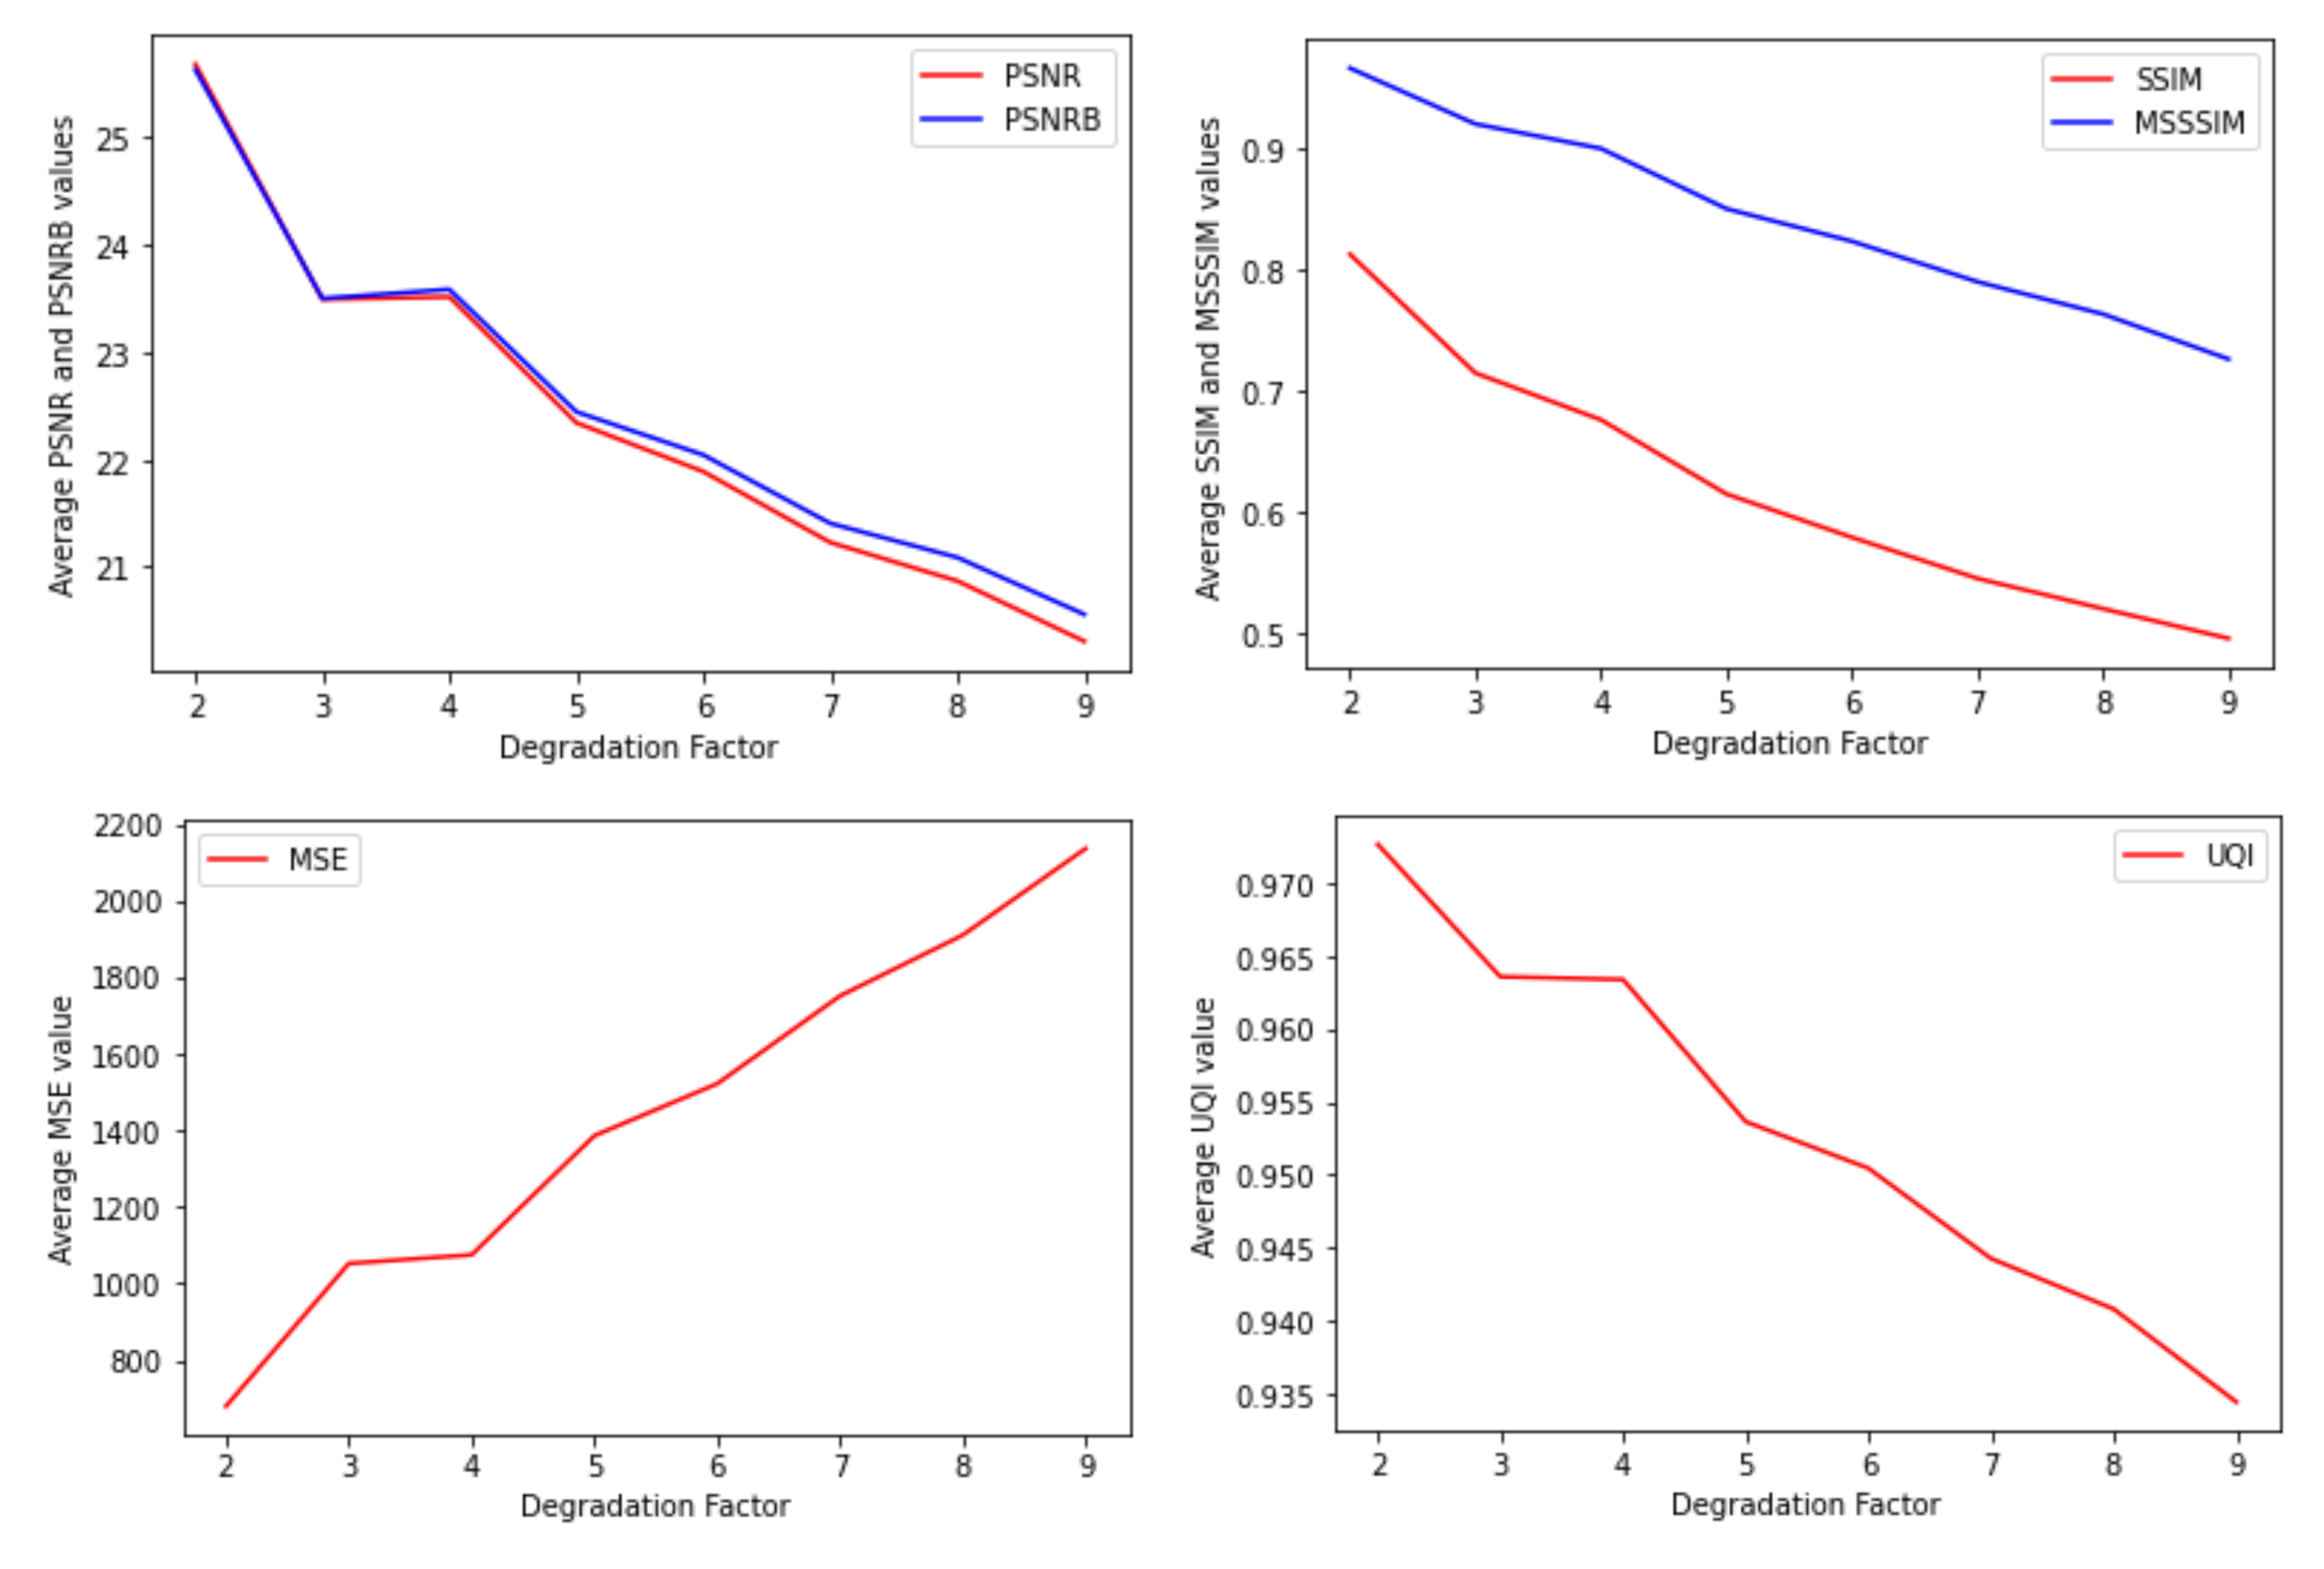 PSNR
PSNRB
25
24
23
22
21
Average PSNR and PSNRB values
2 3 4 5 6 7 8 9
Degradation Factor
SSIM
MSSSIM
0.9
0.8
0.7
0.6
0.5
Average SSIM and MSSSIM values
2 3 4 5 6 7 8 9
Degradation Factor
MSE
2200
2000
1800
1600
1400
1200
1000
800
Average MSE value
2 3 4 5 6 7 8 9
Degradation Factor
UQI
0.970
0.965
0.960
0.955
0.950
0.945
0.940
0.935
Average UQI value
2 3 4 5 6 7 8 9
Degradation Factor